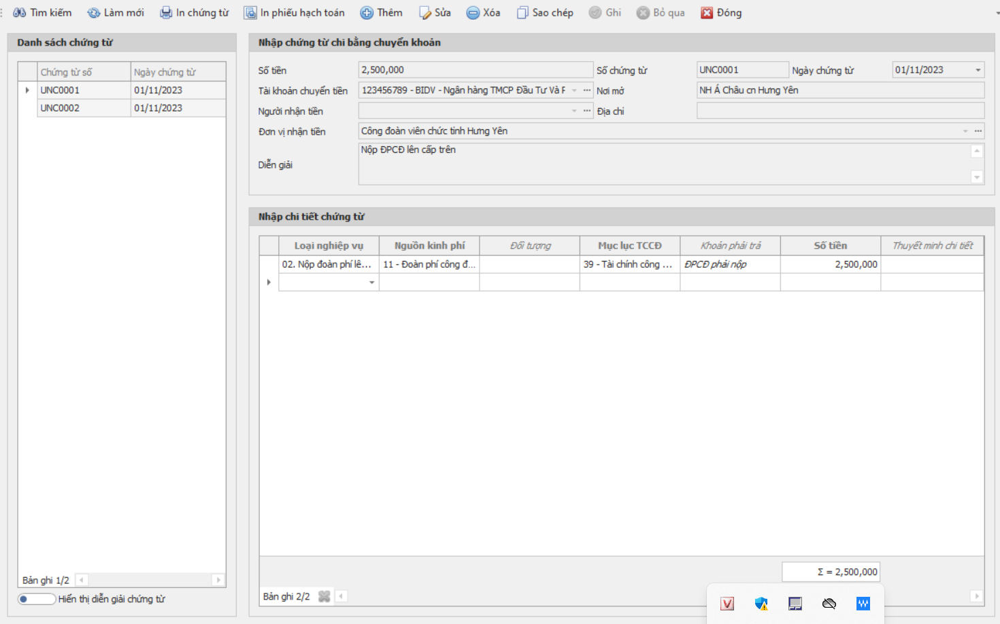 Tìm kiếm Làm mới In chứng từ In phiếu hạch toán Thêm Sửa Xóa Sao chép Ghi Bỏ qua Đóng
Danh sách chứng từ
Chứng từ số Ngày chứng từ
UNC0001 01/11/2023
UNC0002 01/11/2023
Bản ghi 1/2
Hiển thị diễn giải chứng từ
Nhập chứng từ chi bằng chuyển khoản
Số tiền 2,500,000 Số chứng từ UNC0001 Ngày chứng từ 01/11/2023
Tài khoản chuyển tiền 123456789 - BIDV - Ngân hàng TMCP Đầu Tư Và F Nơi mở NH Á Châu cn Hưng Yên
Người nhận tiền Địa chỉ
Đơn vị nhận tiền Công đoàn viên chức tỉnh Hưng Yên
Diễn giải Nộp ĐPCĐ lên cấp trên
Nhập chi tiết chứng từ
Loại nghiệp vụ Nguồn kinh phí Đối tượng Mục lục TCCĐ Khoản phải trả Số tiền Thuyết minh chi tiết
02. Nộp đoàn phí lê... 11 - Đoàn phí công đ... 39 - Tài chính công ... ĐPCĐ phải nộp 2,500,000
Σ = 2,500,000
Bản ghi 2/2